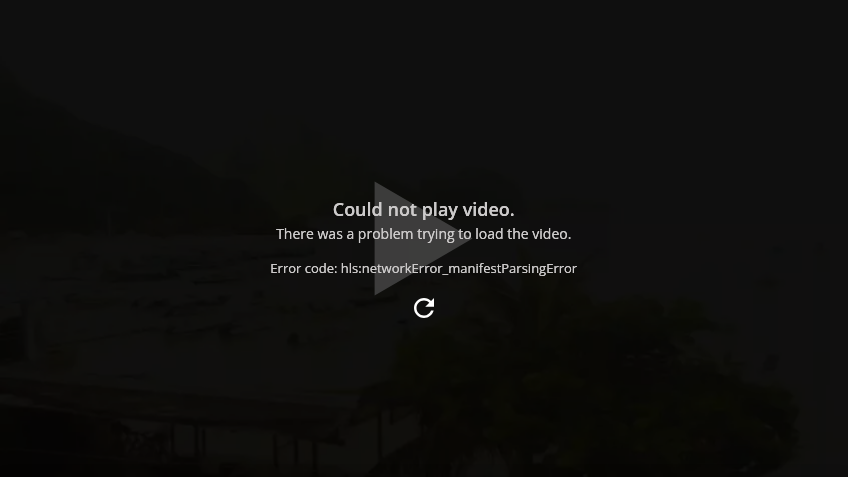 Could not play video.
There was a problem trying to load the video.
Error code: hls:networkError_manifestParsingError